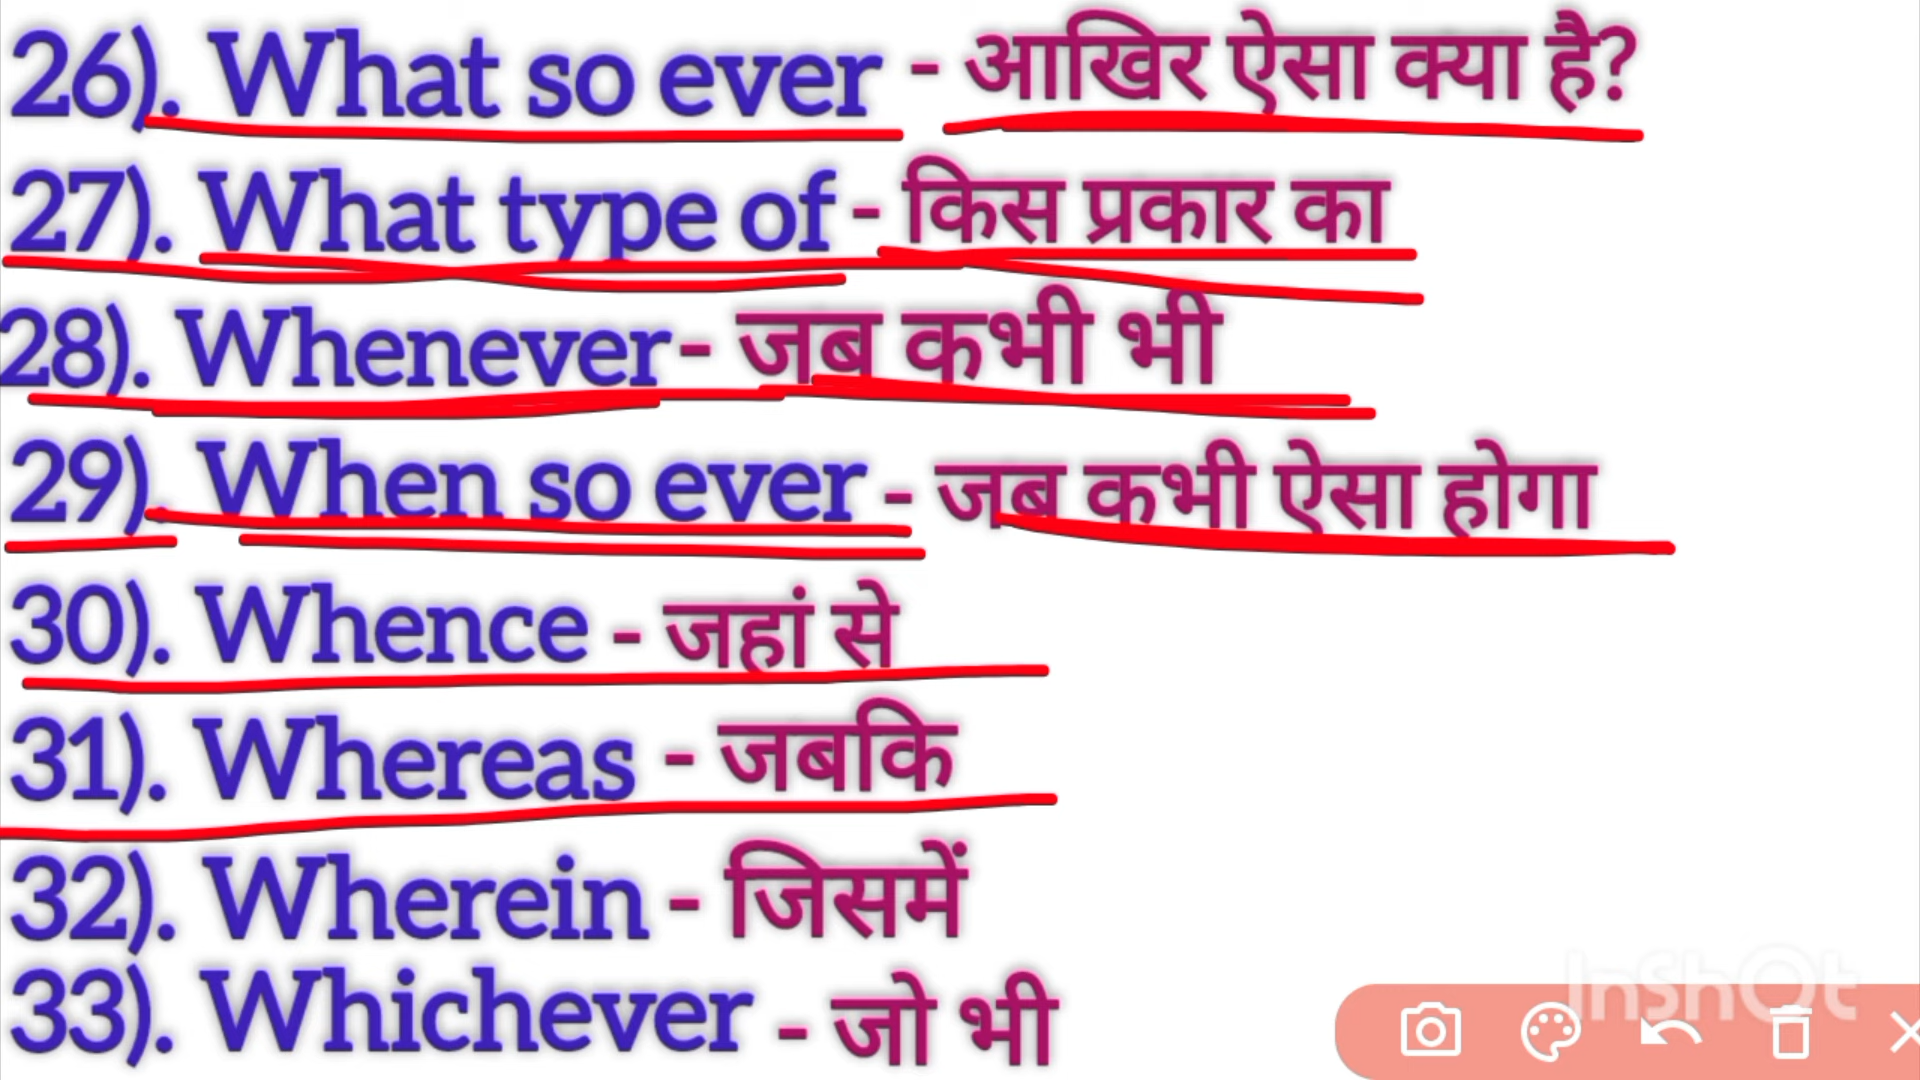 26). What so ever - आखिर ऐसा क्या है?
27). What type of - किस प्रकार का
28). Whenever - जब कभी भी
29). When so ever - जब कभी ऐसा होगा
30). Whence - जहां से
31). Whereas - जबकि
32). Wherein - जिसमें
33). Whichever - जो भी
InShOt